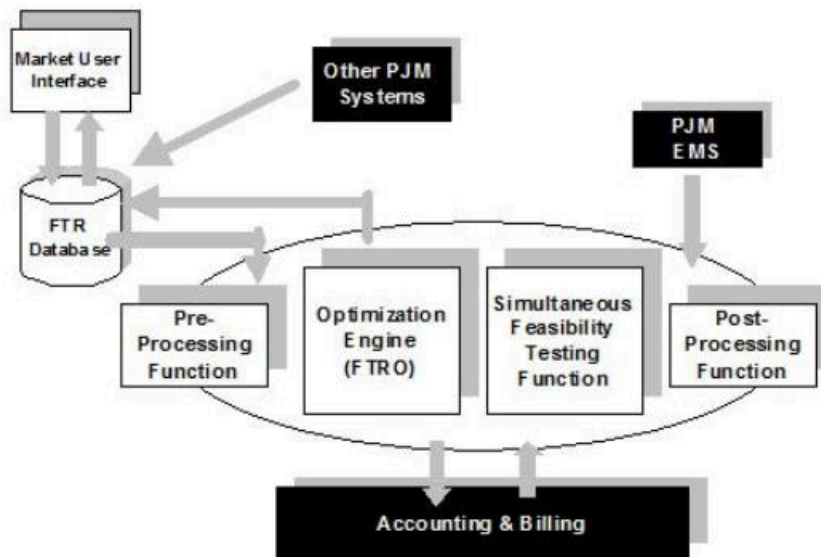 Market User
Interface
Other PJM
Systems
PJM
EMS
FTR
Database
Pre-
Processing
Function
Optimization
Engine
(FTRO)
Simultaneous
Feasibility
Testing
Function
Post-
Processing
Function
Accounting & Billing